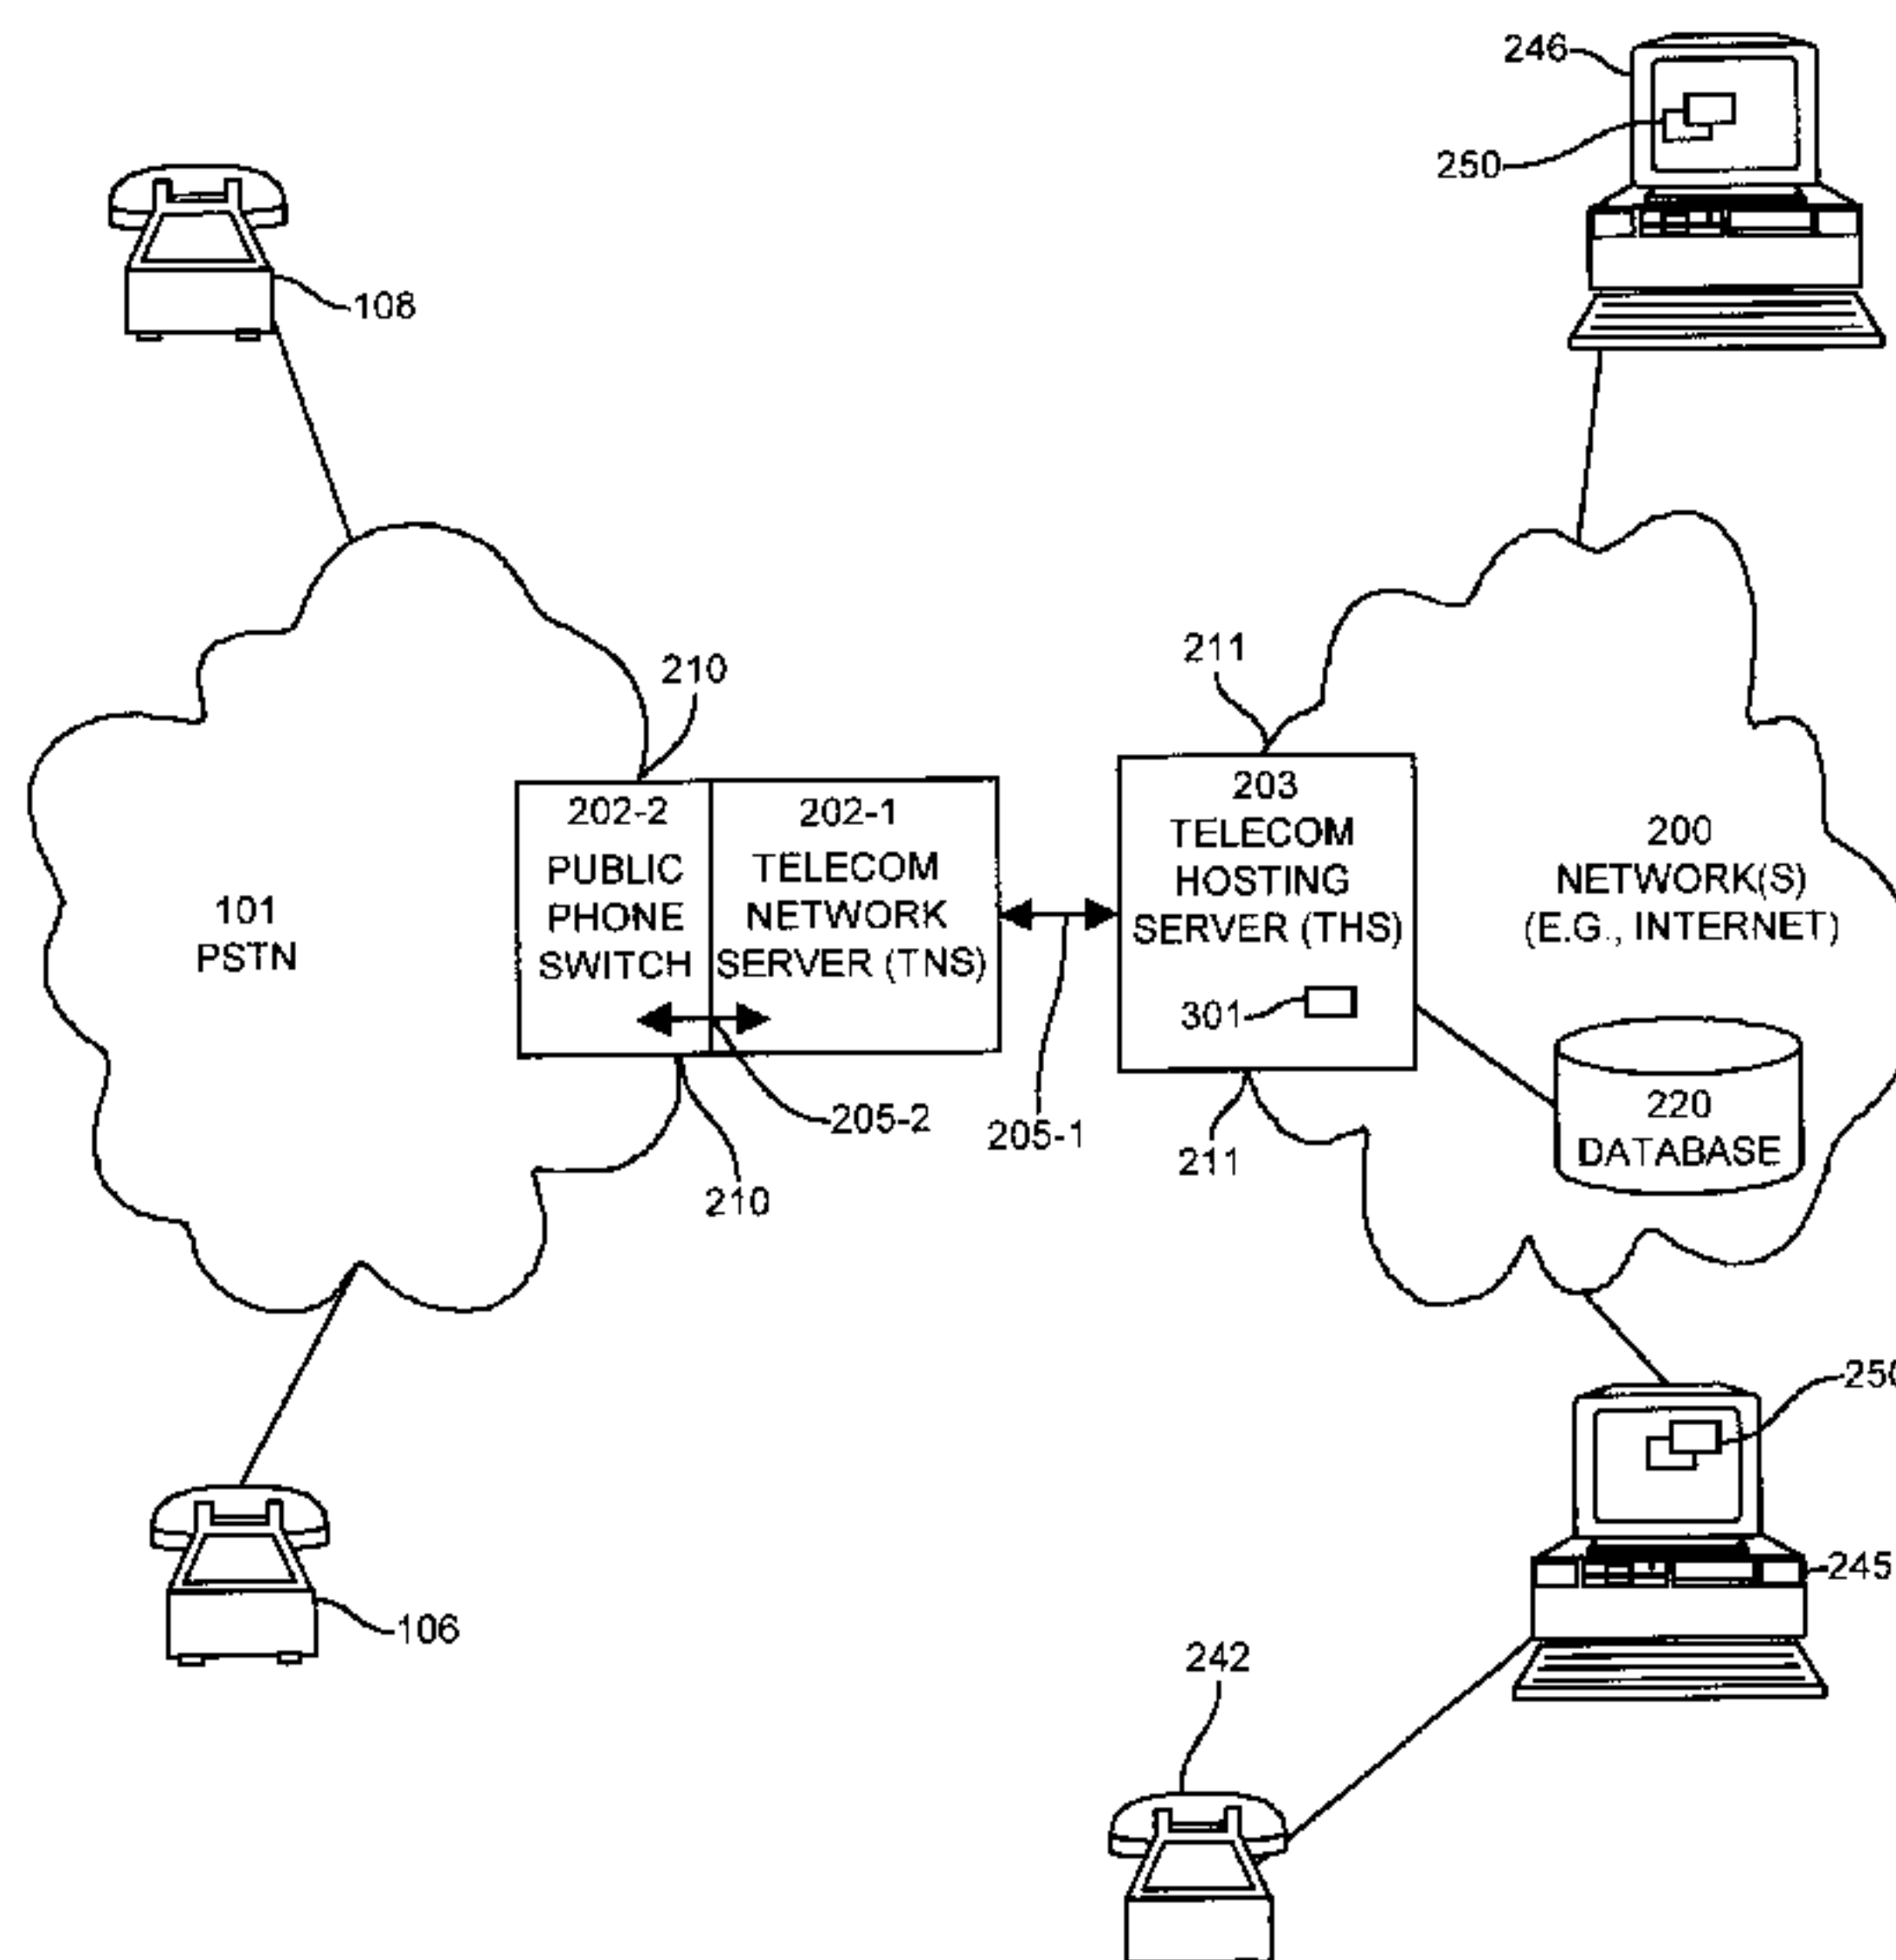 246
250
108
210
211
202-2
PUBLIC
PHONE
SWITCH
202-1
TELECOM
NETWORK
SERVER (TNS)
203
TELECOM
HOSTING
SERVER (THS)
301
200
NETWORK(S)
(E.G., INTERNET)
101
PSTN
220
DATABASE
205-2
205-1
211
210
250
245
106
242